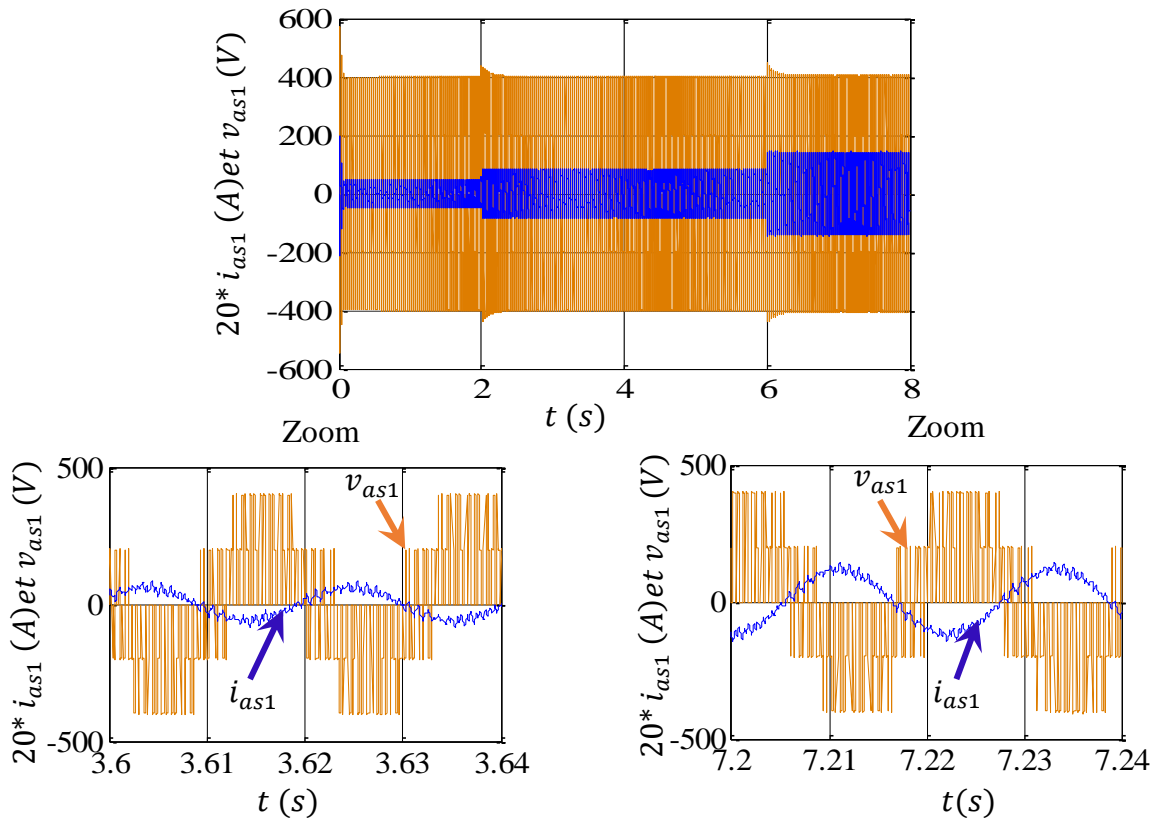 20* i_as1 (A)et v_as1 (V)
600
400
200
0
-200
-400
-600
0 2 4 6 8
t (s)
Zoom
Zoom
20* i_as1 (A)et v_as1 (V)
500
0
-500
v_as1
i_as1
3.6 3.61 3.62 3.63 3.64
t (s)
20* i_as1 (A)et v_as1 (V)
500
0
-500
v_as1
i_as1
7.2 7.21 7.22 7.23 7.24
t(s)